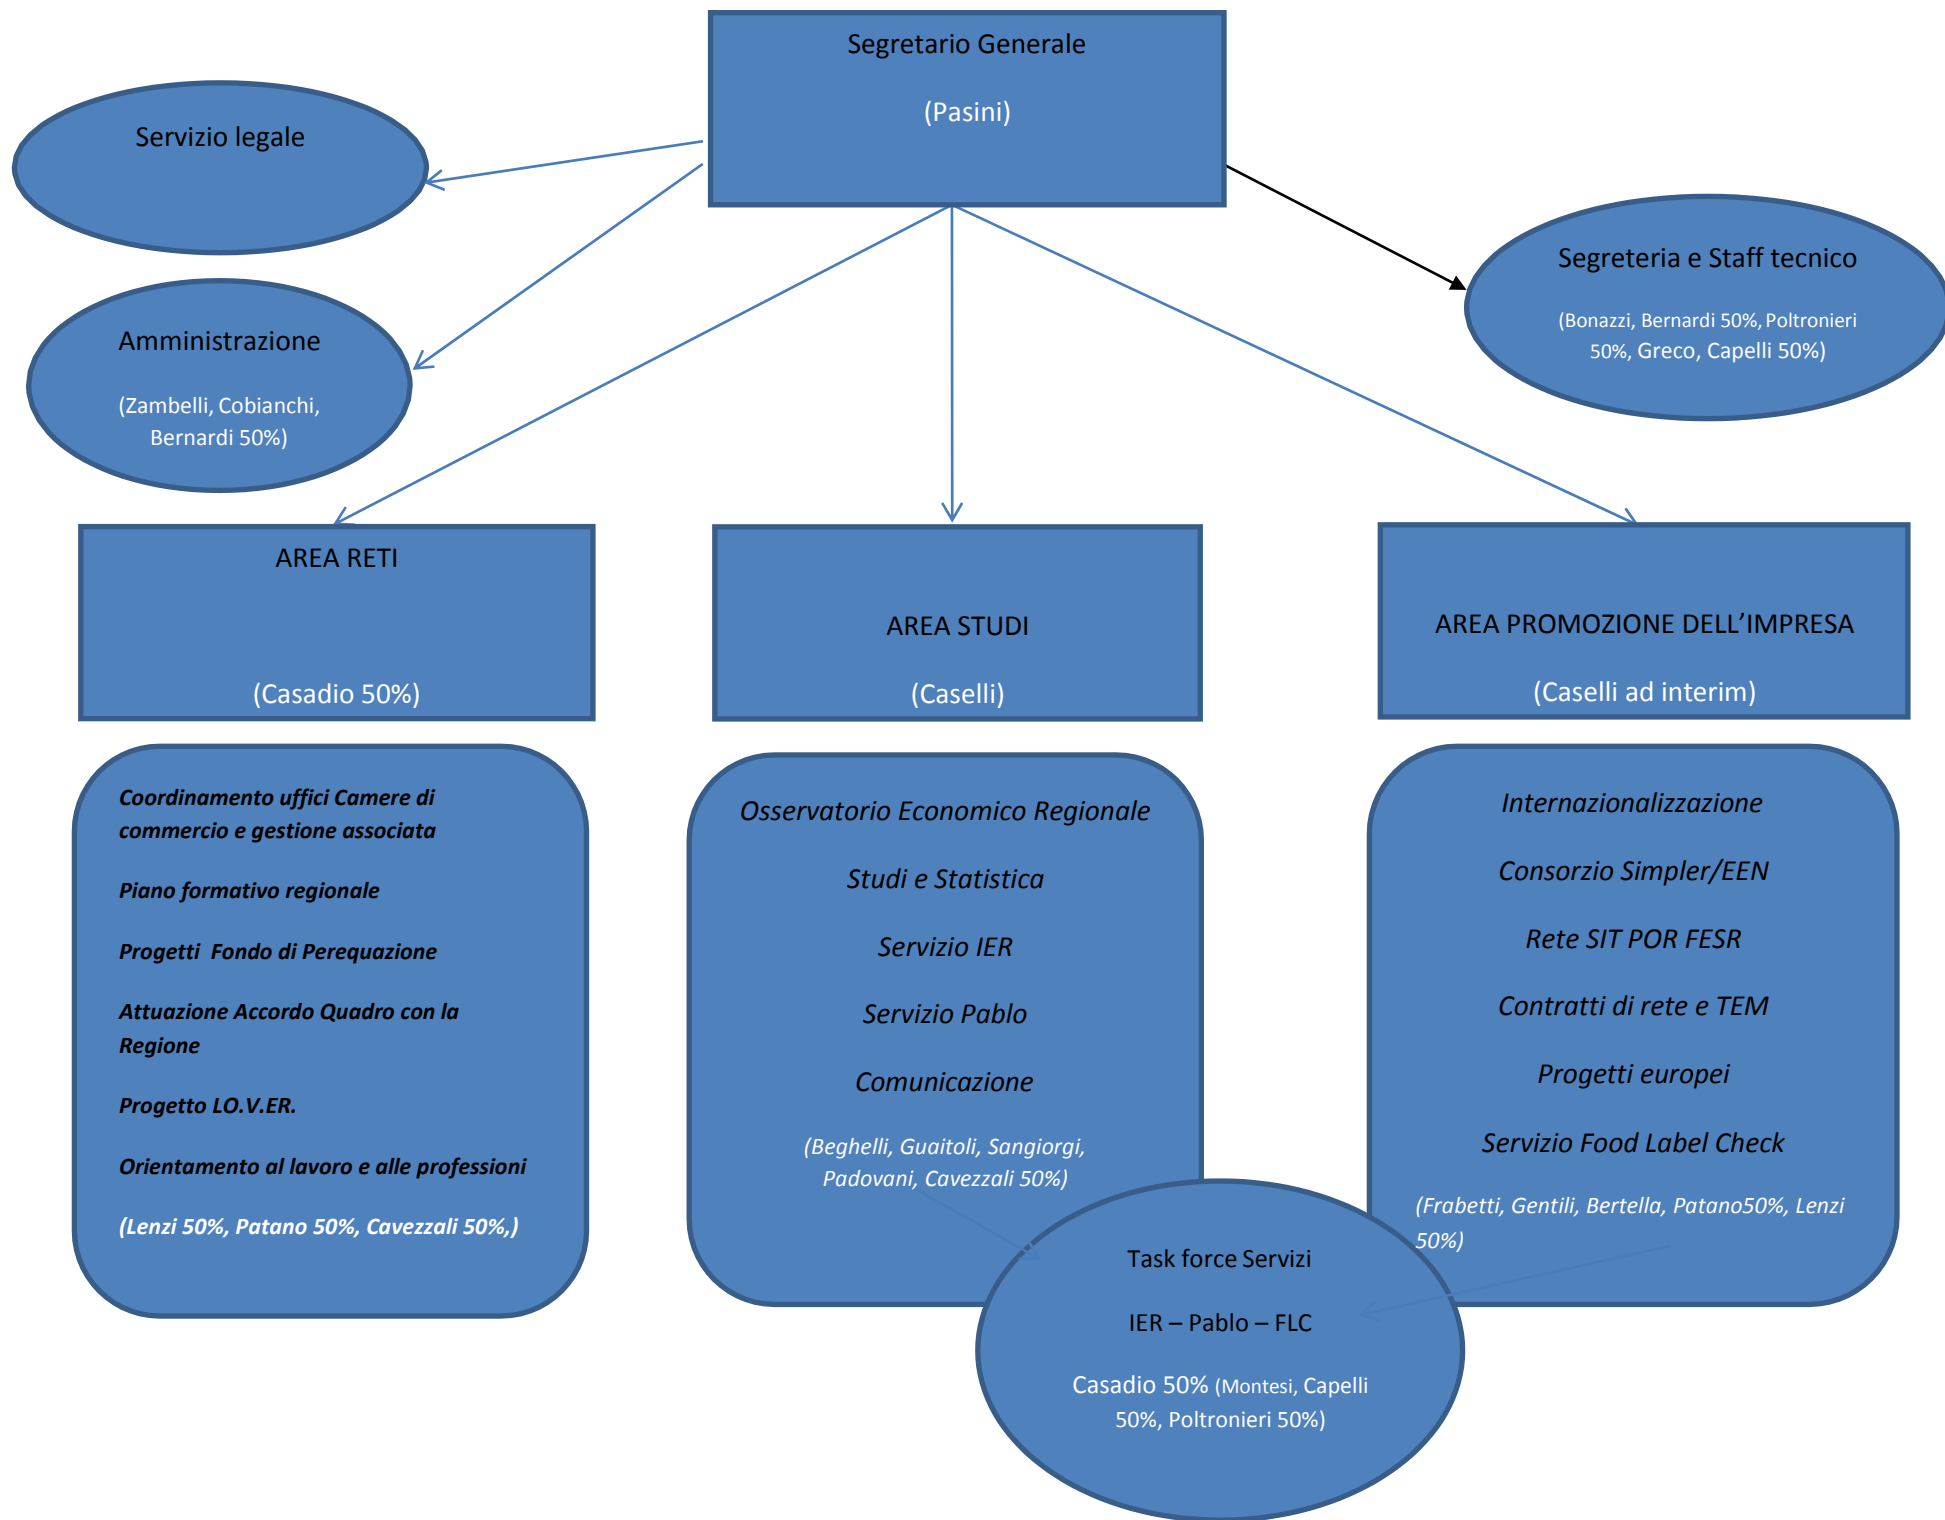 Segretario Generale
(Pasini)
Servizio legale
Segreteria e Staff tecnico
(Bonazzi, Bernardi 50%, Poltronieri
50%, Greco, Capelli 50%)
Amministrazione
(Zambelli, Cobianchi,
Bernardi 50%)
AREA RETI
(Casadio 50%)
AREA STUDI
(Caselli)
AREA PROMOZIONE DELL’IMPRESA
(Caselli ad interim)
Coordinamento uffici Camere di
commercio e gestione associata
Piano formativo regionale
Progetti  Fondo di Perequazione
Attuazione Accordo Quadro con la
Regione
Progetto LO.V.ER.
Orientamento al lavoro e alle professioni
(Lenzi 50%, Patano 50%, Cavezzali 50%,)
Osservatorio Economico Regionale
Studi e Statistica
Servizio IER
Servizio Pablo
Comunicazione
(Beghelli, Guaitoli, Sangiorgi,
Padovani, Cavezzali 50%)
Internazionalizzazione
Consorzio Simpler/EEN
Rete SIT POR FESR
Contratti di rete e TEM
Progetti europei
Servizio Food Label Check
(Frabetti, Gentili, Bertella, Patano50%, Lenzi
50%)
Task force Servizi
IER – Pablo – FLC
Casadio 50% (Montesi, Capelli
50%, Poltronieri 50%)